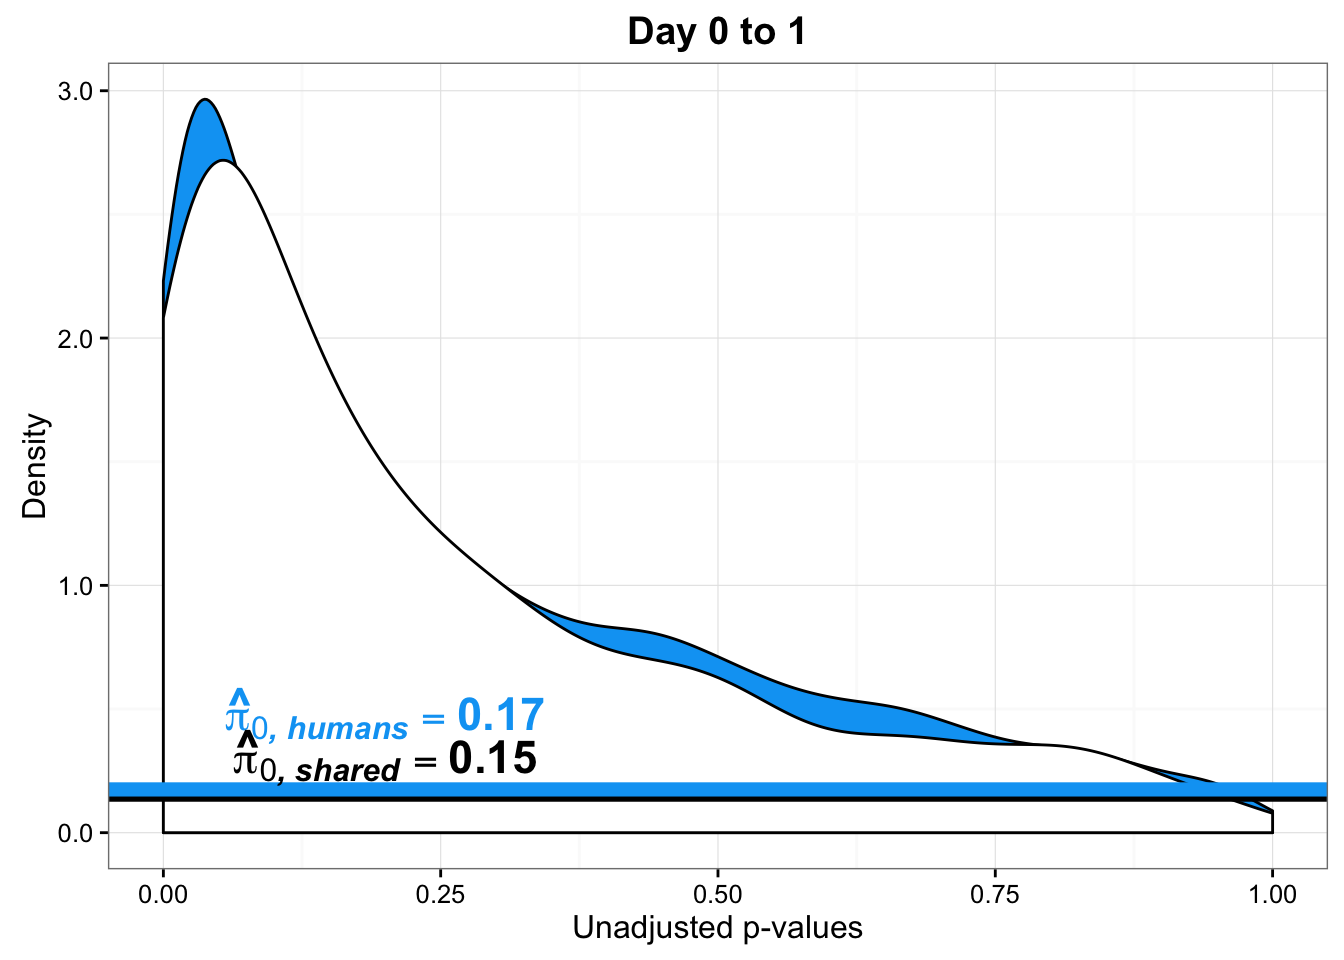 Day 0 to 1
3.0
2.0
1.0
0.0
Density
π̂0, humans = 0.17
π̂0, shared = 0.15
0.00 0.25 0.50 0.75 1.00
Unadjusted p-values